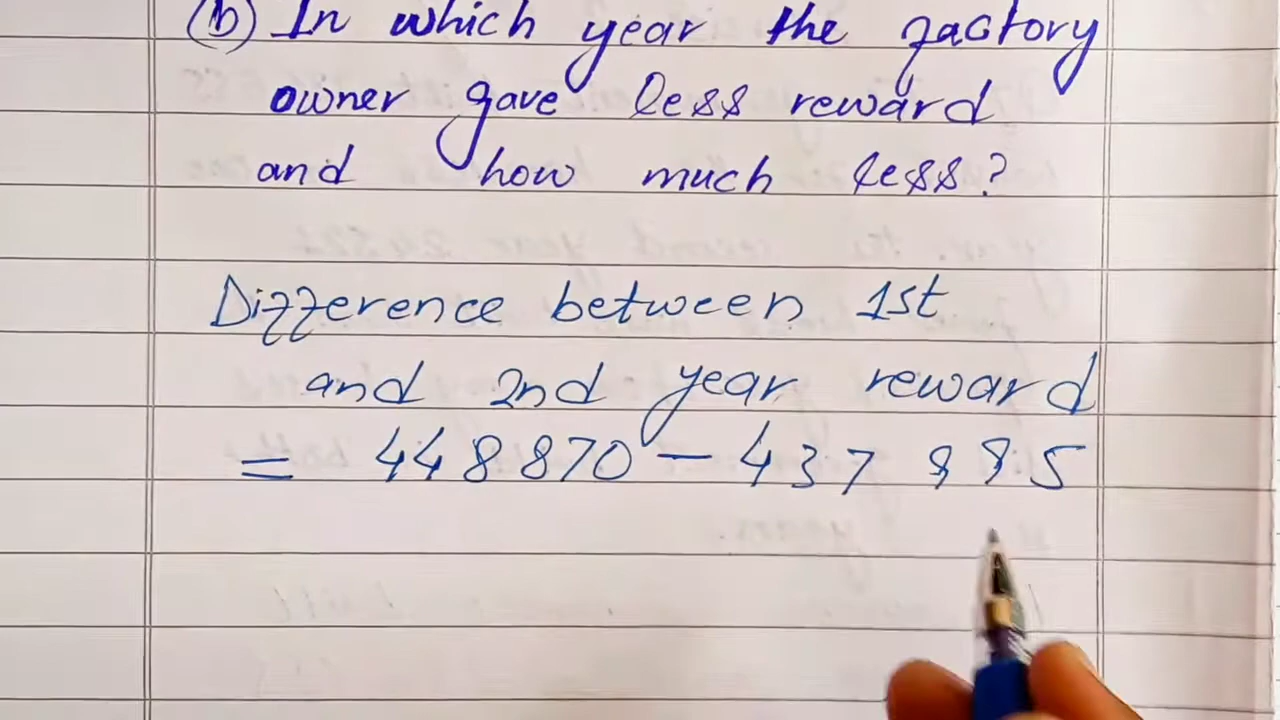 (b) In which year the factory
owner gave less reward
and how much less?
Difference between 1st
and 2nd year reward
= 448870 - 437